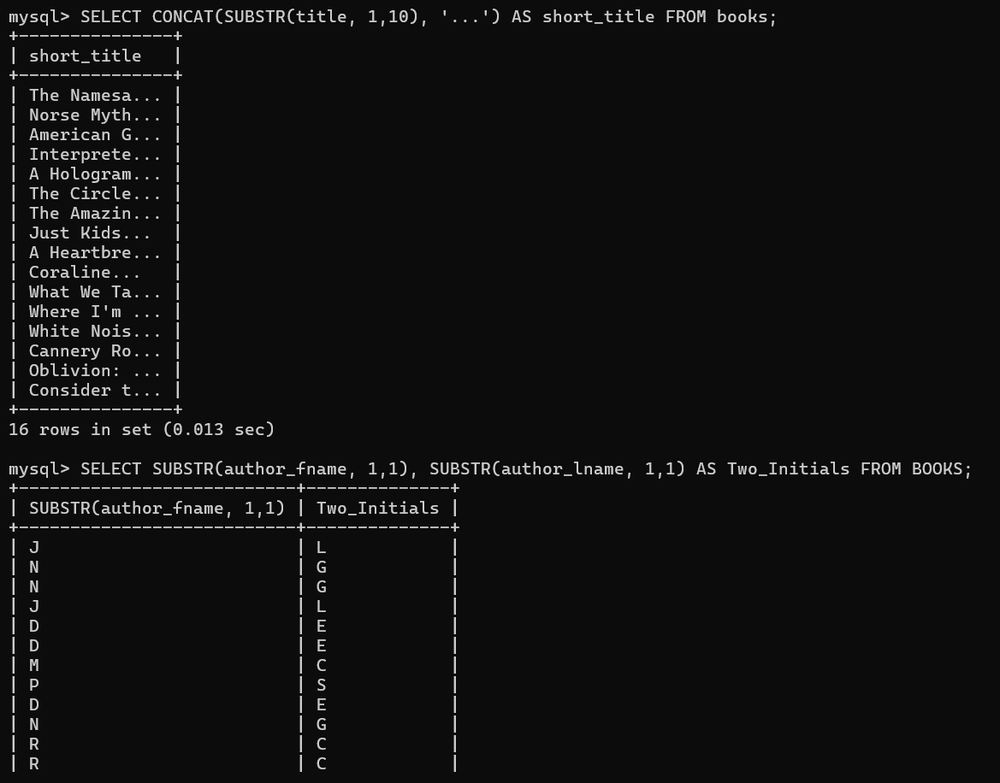 mysql> SELECT CONCAT(SUBSTR(title, 1,10), '...') AS short_title FROM books;
+---------------+
| short_title   |
+---------------+
| The Namesa... |
| Norse Myth... |
| American G... |
| Interprete... |
| A Hologram... |
| The Circle... |
| The Amazin... |
| Just Kids...  |
| A Heartbre... |
| Coraline...   |
| What We Ta... |
| Where I'm ... |
| White Nois... |
| Cannery Ro... |
| Oblivion: ... |
| Consider t... |
+---------------+
16 rows in set (0.013 sec)

mysql> SELECT SUBSTR(author_fname, 1,1), SUBSTR(author_lname, 1,1) AS Two_Initials FROM BOOKS;
+---------------------------+--------------+
| SUBSTR(author_fname, 1,1) | Two_Initials |
+---------------------------+--------------+
| J                         | L            |
| N                         | G            |
| N                         | G            |
| J                         | L            |
| D                         | E            |
| D                         | E            |
| M                         | C            |
| P                         | S            |
| D                         | E            |
| N                         | G            |
| R                         | C            |
| R                         | C            |